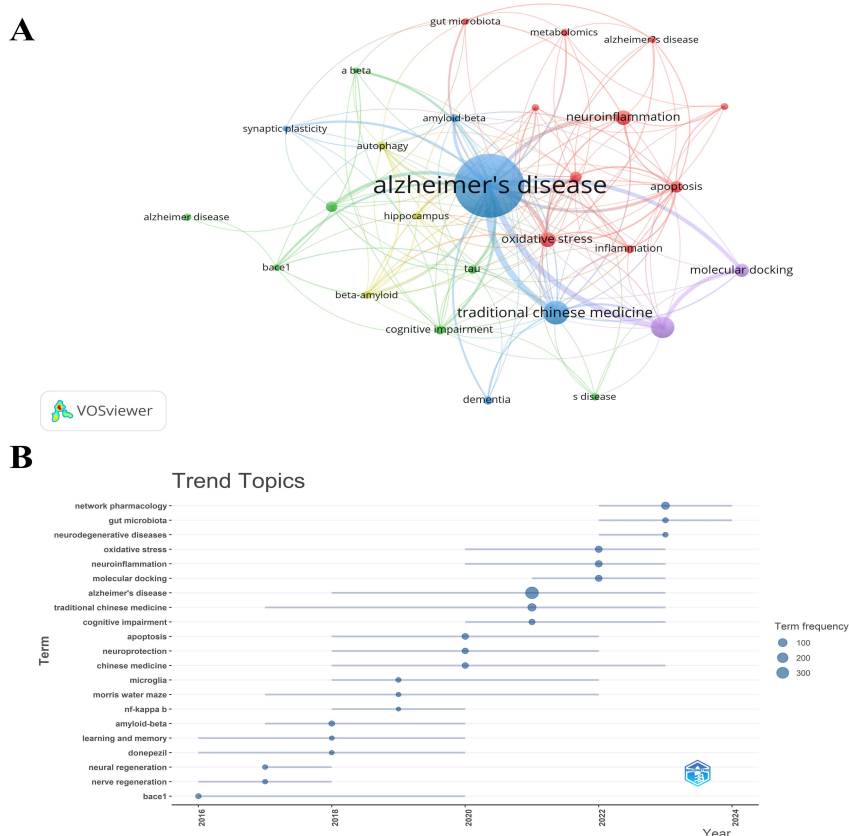 A
gut microbiota
metabolomics
alzheimer?s disease
a beta
amyloid-beta
neuroinflammation
synaptic plasticity
autophagy
alzheimer's disease
apoptosis
alzheimer disease
hippocampus
oxidative stress
inflammation
bace1
tau
molecular docking
beta-amyloid
traditional chinese medicine
cognitive impairment
dementia
s disease
VOSviewer
B
Trend Topics
network pharmacology
gut microbiota
neurodegenerative diseases
oxidative stress
neuroinflammation
molecular docking
alzheimer's disease
traditional chinese medicine
cognitive impairment
apoptosis
neuroprotection
chinese medicine
microglia
morris water maze
nf-kappa b
amyloid-beta
learning and memory
donepezil
neural regeneration
nerve regeneration
bace1
Term
Term frequency
100
200
300
2016
2018
2020
2022
2024
Year